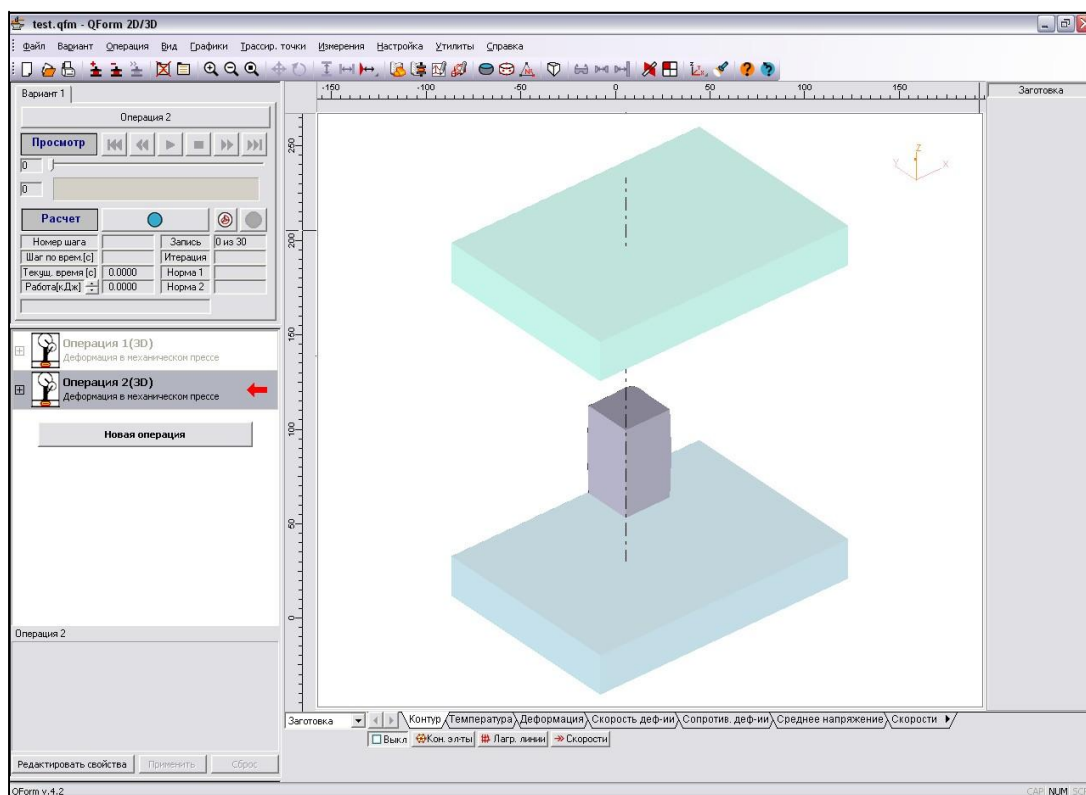 test.qfm - QForm 2D/3D
Файл Вариант Операция Вид Графики Трассир. точки Измерения Настройка Утилиты Справка
Вариант 1
Операция 2
Просмотр
0
0
Расчет
Номер шага Запись 0 из 30
Шаг по врем.[с] Итерация
Текущ. время [с] 0.0000 Норма 1
Работа[кДж] 0.0000 Норма 2
Операция 1(3D)
Деформация в механическом прессе
Операция 2(3D)
Деформация в механическом прессе
Новая операция
Операция 2
Редактировать свойства Применить Сброс
QForm v.4.2
-150 -100 -50 0 50 100 150
250
200
150
100
50
0
Z
Y X
Заготовка
Заготовка Контур Температура Деформация Скорость деф-ии Сопротив. деф-ии Среднее напряжение Скорости
Выкл Кон. эл-ты Лагр. линии Скорости
CAP NUM